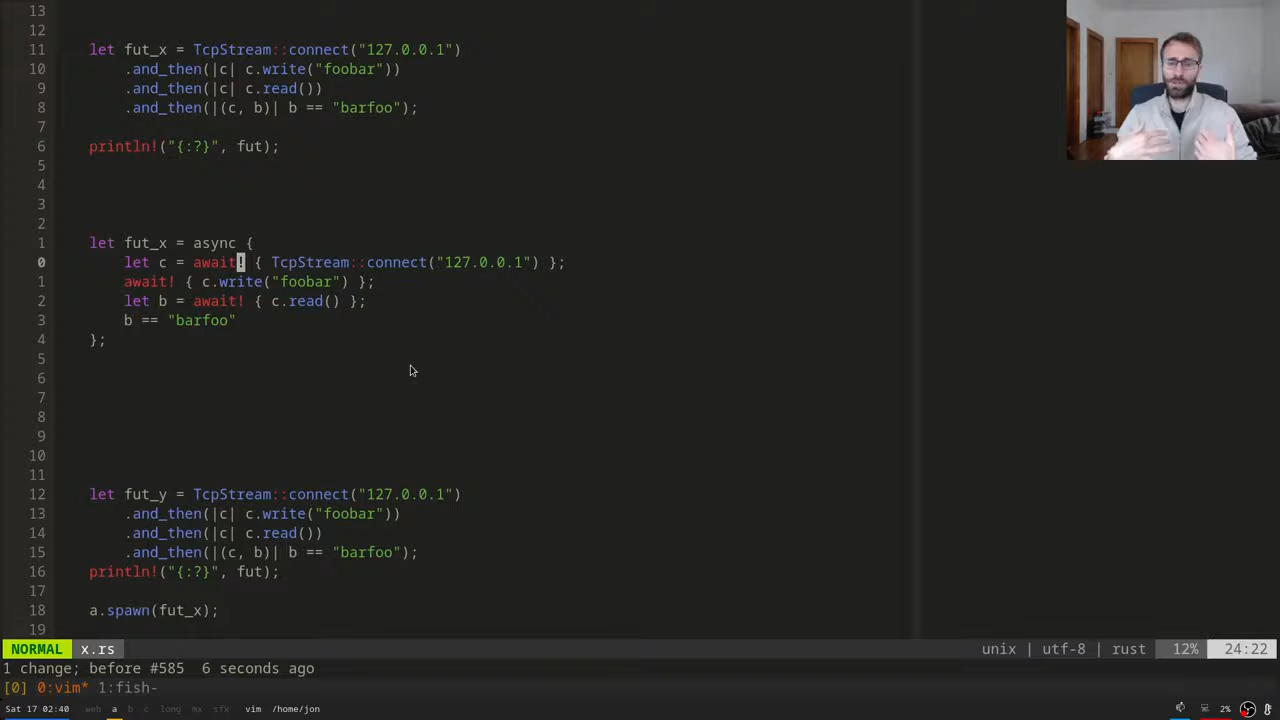 13
12
11 let fut_x = TcpStream::connect("127.0.0.1")
10 .and_then(|c| c.write("foobar"))
9 .and_then(|c| c.read())
8 .and_then(|(c, b)| b == "barfoo");
7
6 println!("{:?}", fut);
5
4
3
2
1 let fut_x = async {
0 let c = await! { TcpStream::connect("127.0.0.1") };
1 await! { c.write("foobar") };
2 let b = await! { c.read() };
3 b == "barfoo"
4 };
5
6
7
8
9
10
11
12 let fut_y = TcpStream::connect("127.0.0.1")
13 .and_then(|c| c.write("foobar"))
14 .and_then(|c| c.read())
15 .and_then(|(c, b)| b == "barfoo");
16 println!("{:?}", fut);
17
18 a.spawn(fut_x);
19
NORMAL x.rs unix | utf-8 | rust 12% 24:22
1 change; before #585 6 seconds ago
[0] 0:vim* 1:fish-
Sat 17 02:40 web a b c long mx sfx vim /home/jon 2%